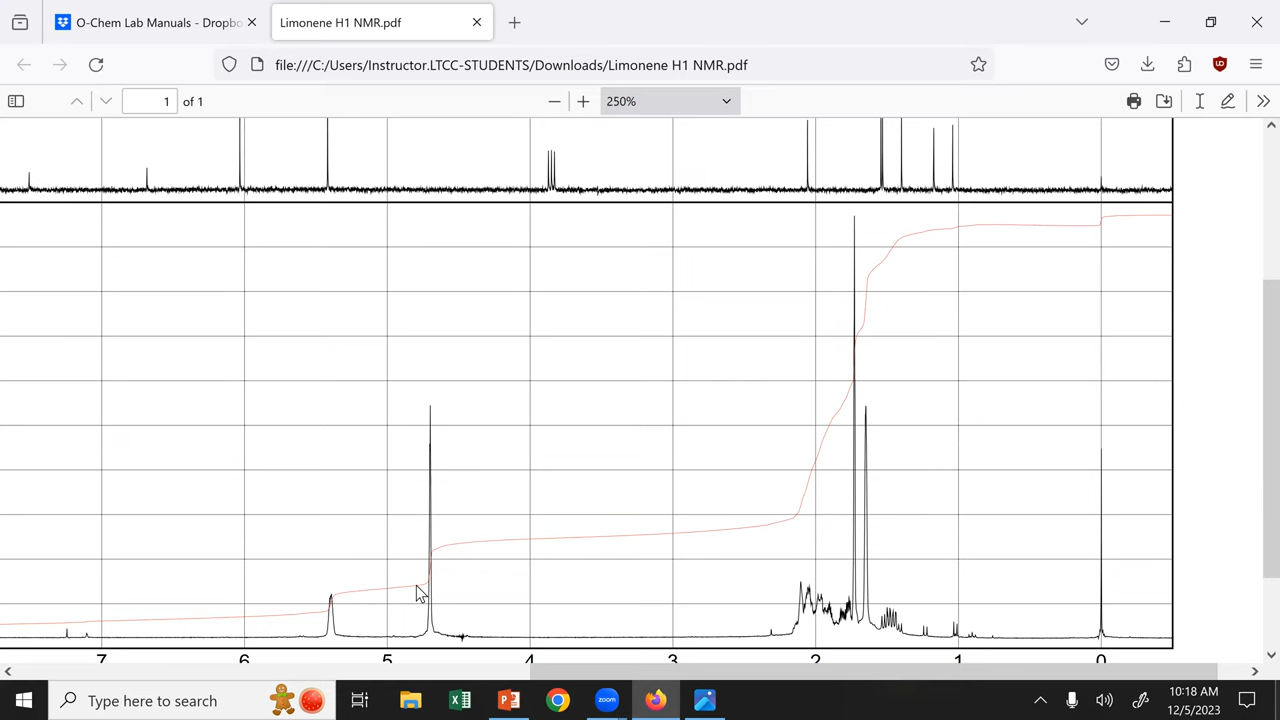 O-Chem Lab Manuals - Dropbo
Limonene H1 NMR.pdf
file:///C:/Users/Instructor.LTCC-STUDENTS/Downloads/Limonene H1 NMR.pdf
1 of 1
250%
7 6 5 4 3 2 1 0
Type here to search
10:18 AM
12/5/2023